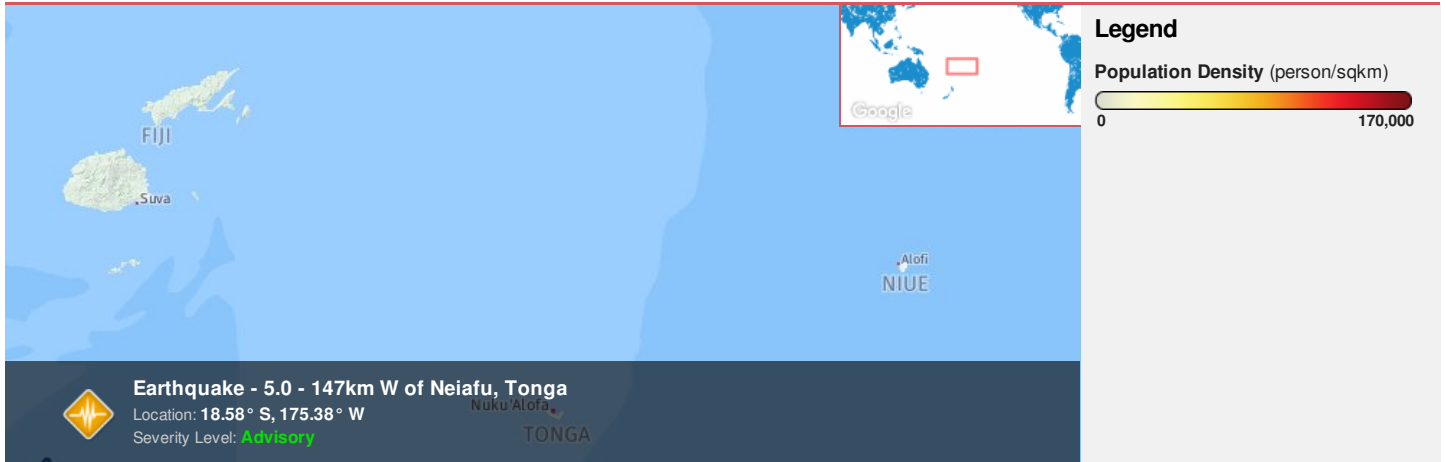 FIJI
Suva
Alofi
NIUE
Google
Legend
Population Density (person/sqkm)
0 170,000
Earthquake - 5.0 - 147km W of Neiafu, Tonga
Location: 18.58° S, 175.38° W
Severity Level: Advisory
Nuku'Alofa
TONGA